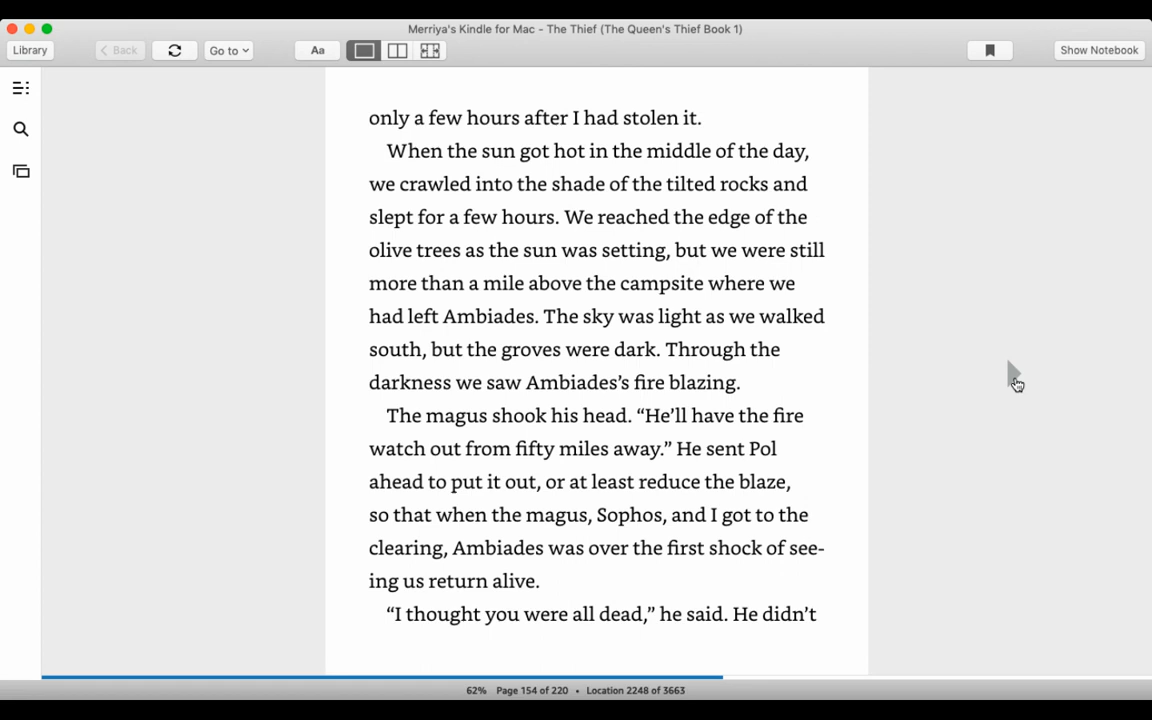 Merriya's Kindle for Mac - The Thief (The Queen's Thief Book 1)
Library
< Back
Go to
Aa
Show Notebook
only a few hours after I had stolen it.
When the sun got hot in the middle of the day,
we crawled into the shade of the tilted rocks and
slept for a few hours. We reached the edge of the
olive trees as the sun was setting, but we were still
more than a mile above the campsite where we
had left Ambiades. The sky was light as we walked
south, but the groves were dark. Through the
darkness we saw Ambiades’s fire blazing.
The magus shook his head. “He’ll have the fire
watch out from fifty miles away.” He sent Pol
ahead to put it out, or at least reduce the blaze,
so that when the magus, Sophos, and I got to the
clearing, Ambiades was over the first shock of see-
ing us return alive.
“I thought you were all dead,” he said. He didn’t
62% Page 154 of 220 • Location 2248 of 3663